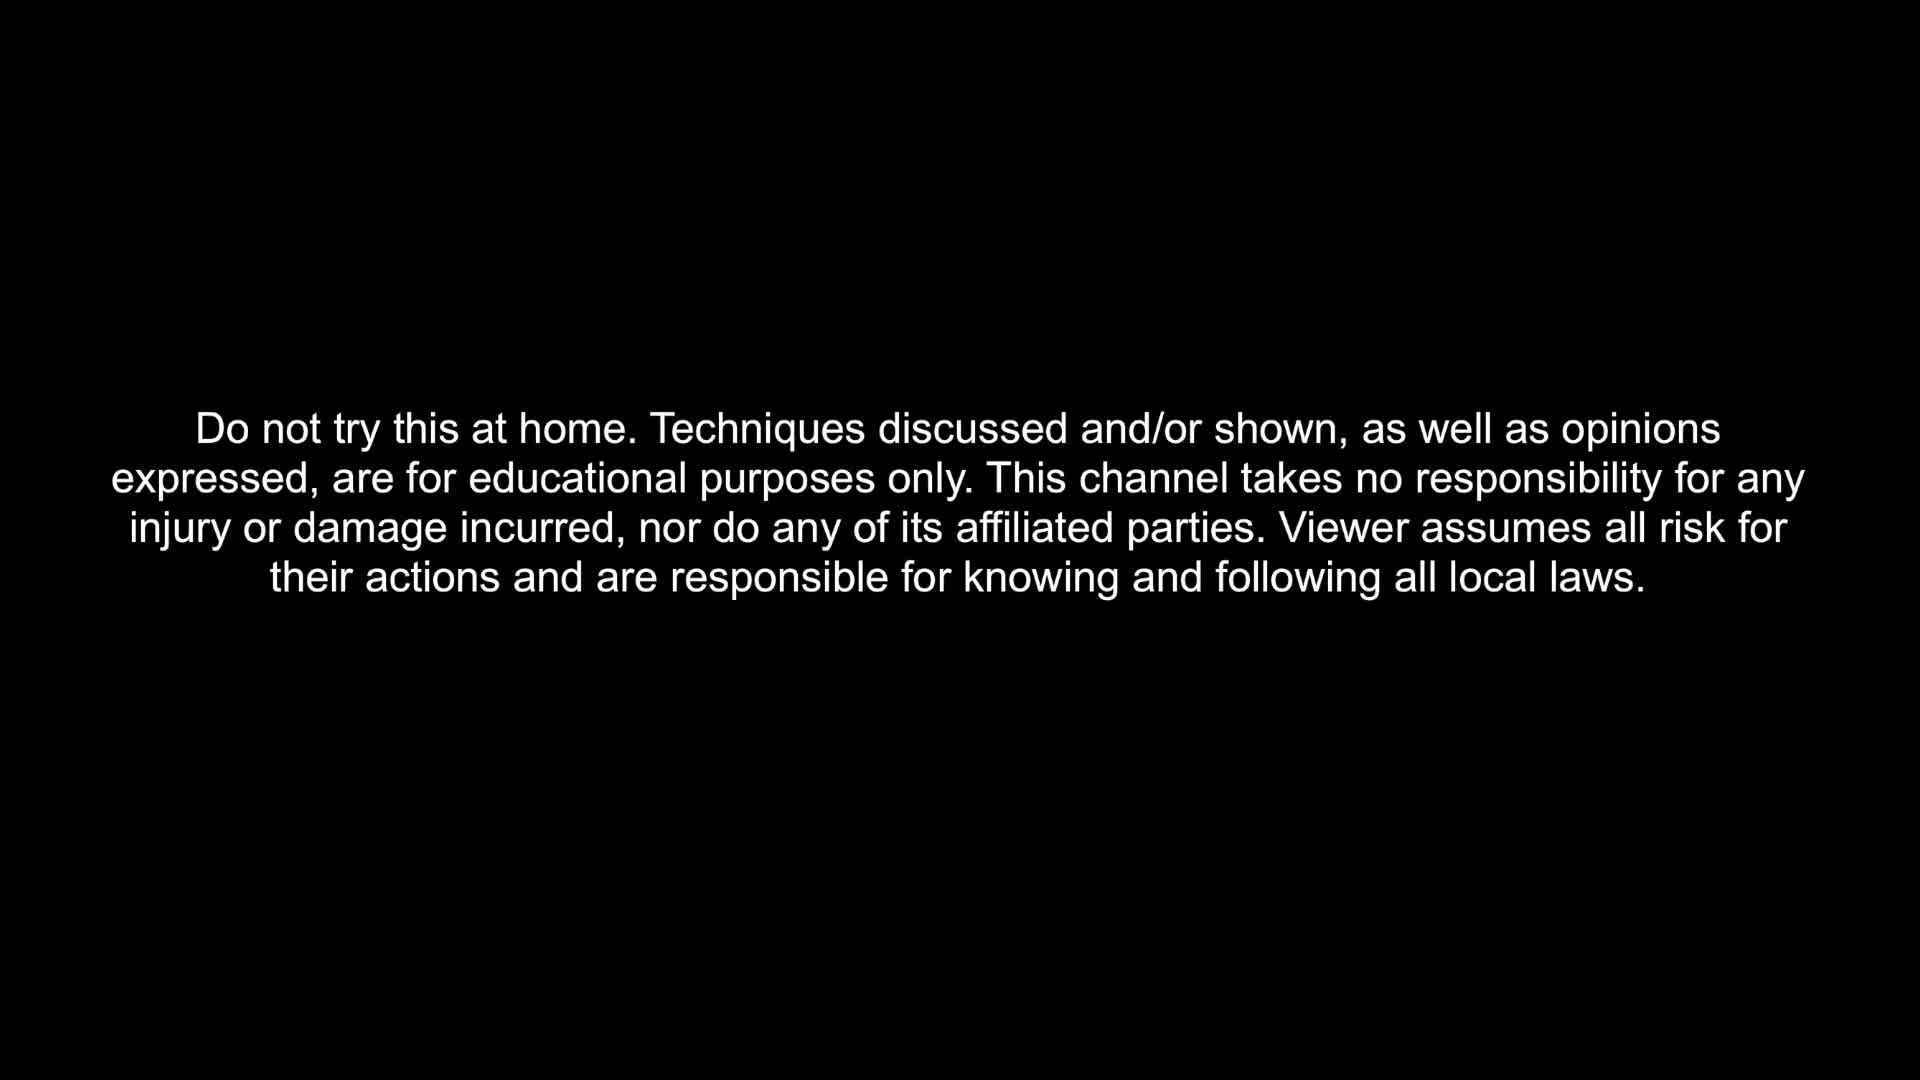 Do not try this at home. Techniques discussed and/or shown, as well as opinions
expressed, are for educational purposes only. This channel takes no responsibility for any
injury or damage incurred, nor do any of its affiliated parties. Viewer assumes all risk for
their actions and are responsible for knowing and following all local laws.